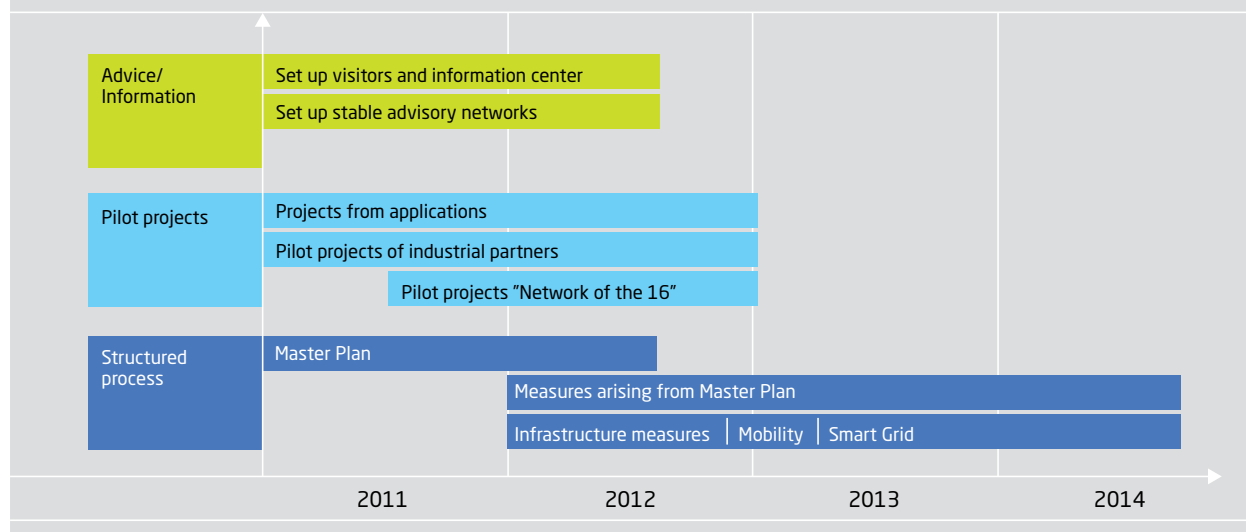 Advice/
Information
Set up visitors and information center
Set up stable advisory networks
Pilot projects
Projects from applications
Pilot projects of industrial partners
Pilot projects "Network of the 16"
Structured
process
Master Plan
Measures arising from Master Plan
Infrastructure measures | Mobility | Smart Grid
2011 2012 2013 2014